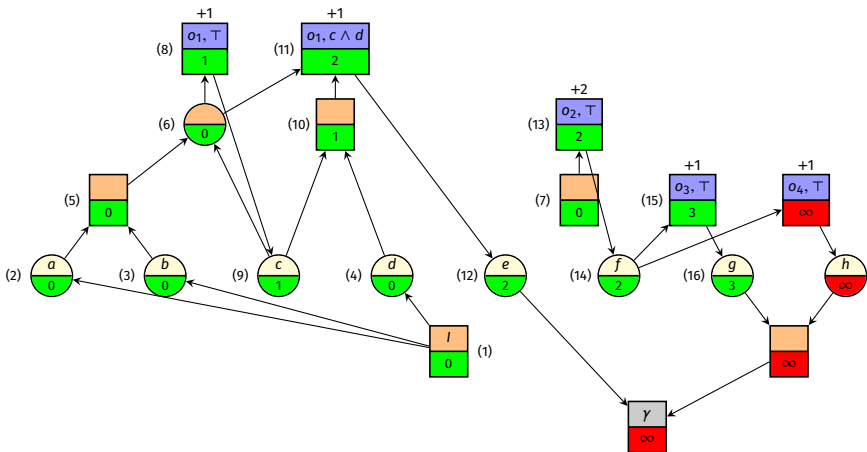 +1 +1
(8) o₁, ⊤ (11) o₁, c ∧ d
1 2
+2 +1 +1
(6) 0 (10) 1 (13) o₂, ⊤ 2
(5) 0 (7) 0 (15) o₃, ⊤ 3 o₄, ⊤ ∞
(2) a (3) b (9) c (4) d (12) e (14) f (16) g h
0 0 1 0 2 2 3 ∞
I (1)
0 ∞
γ
∞